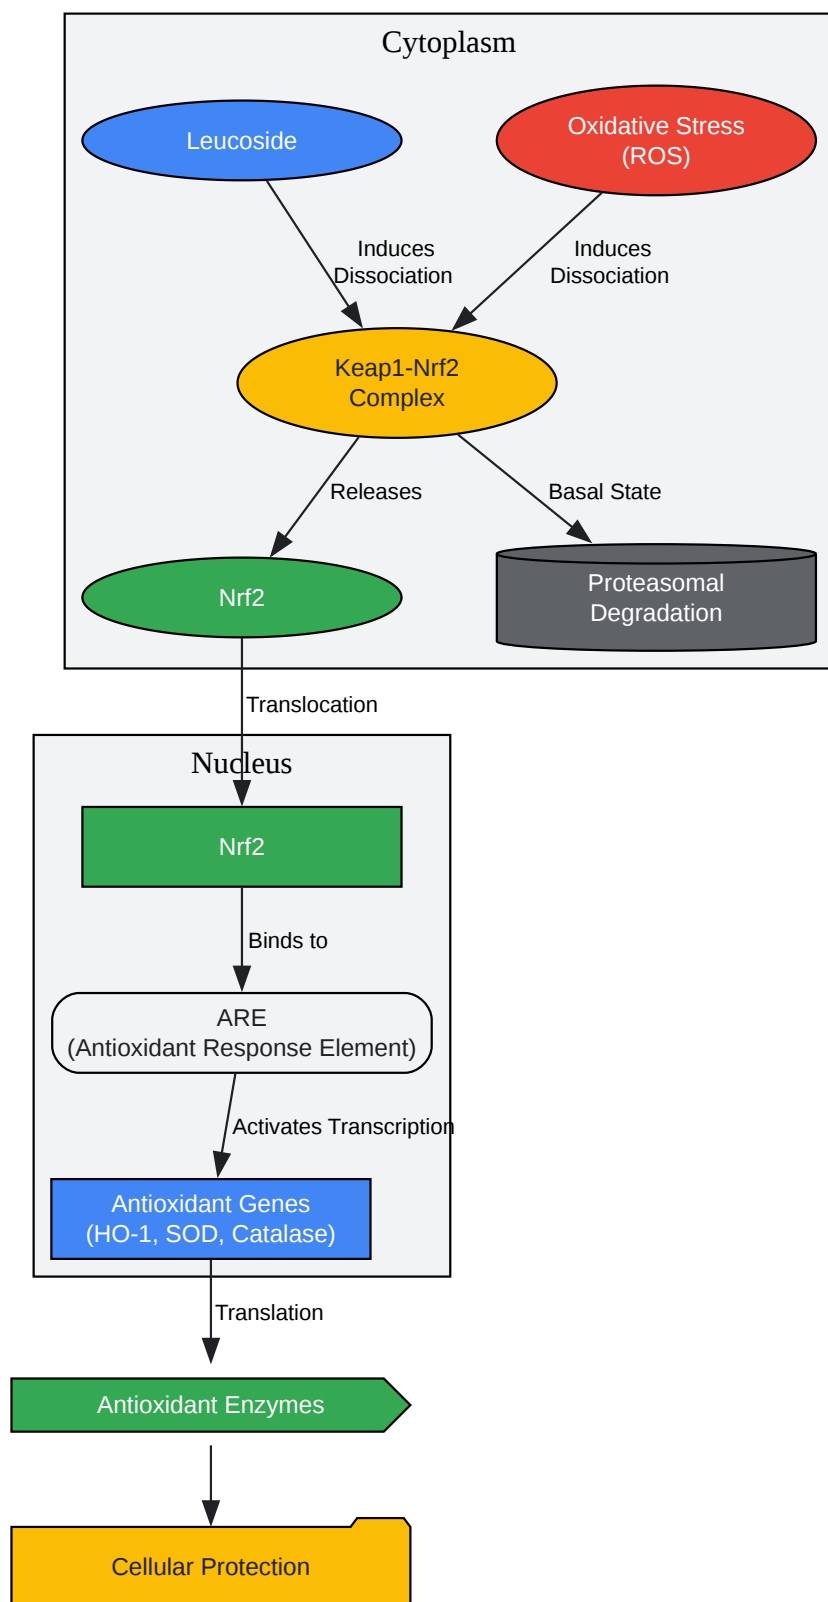 Cytoplasm
Leucoside
Oxidative Stress
(ROS)
Induces
Dissociation
Induces
Dissociation
Keap1-Nrf2
Complex
Releases
Basal State
Nrf2
Proteasomal
Degradation
Translocation
Nucleus
Nrf2
Binds to
ARE
(Antioxidant Response Element)
Activates Transcription
Antioxidant Genes
(HO-1, SOD, Catalase)
Translation
Antioxidant Enzymes
Cellular Protection